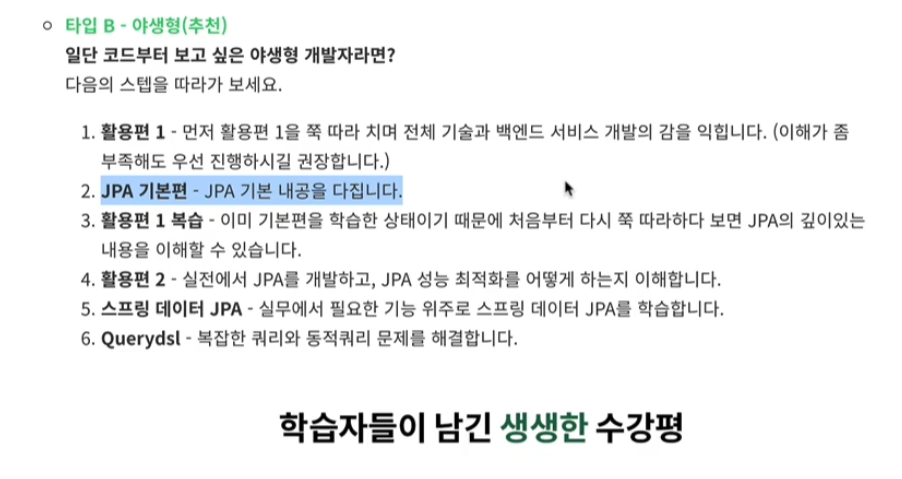 타입 B - 야생형(추천)
일단 코드부터 보고 싶은 야생형 개발자라면?
다음의 스텝을 따라가 보세요.
1. 활용편 1 - 먼저 활용편 1을 쭉 따라 치며 전체 기술과 백엔드 서비스 개발의 감을 익힙니다. (이해가 좀
부족해도 우선 진행하시길 권장합니다.)
2. JPA 기본편 - JPA 기본 내공을 다집니다.
3. 활용편 1 복습 - 이미 기본편을 학습한 상태이기 때문에 처음부터 다시 쭉 따라하다 보면 JPA의 깊이있는
내용을 이해할 수 있습니다.
4. 활용편 2 - 실전에서 JPA를 개발하고, JPA 성능 최적화를 어떻게 하는지 이해합니다.
5. 스프링 데이터 JPA - 실무에서 필요한 기능 위주로 스프링 데이터 JPA를 학습합니다.
6. Querydsl - 복잡한 쿼리와 동적쿼리 문제를 해결합니다.
학습자들이 남긴 생생한 수강평